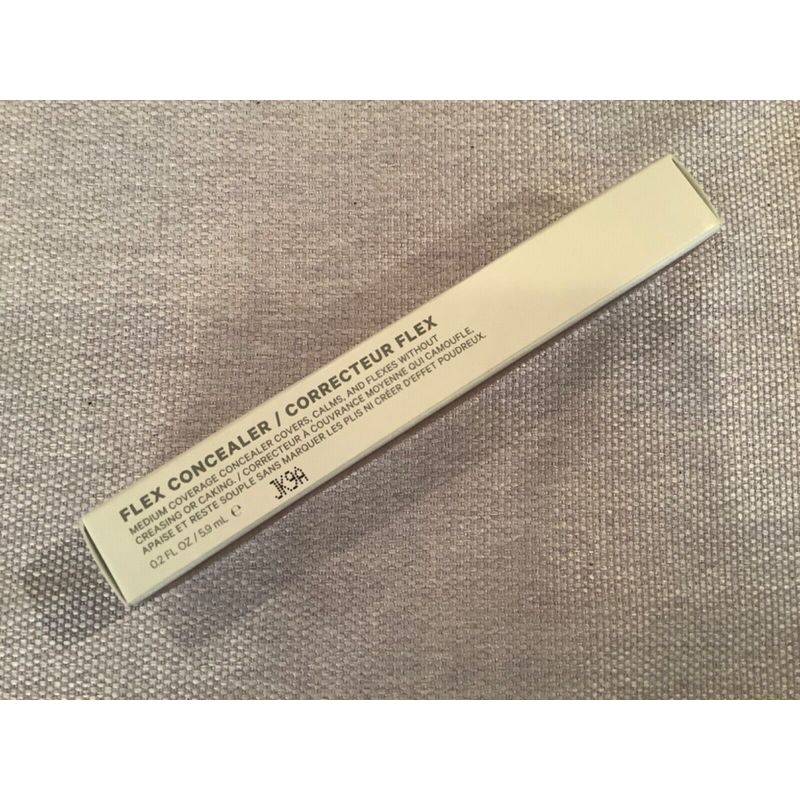 FLEX CONCEALER / CORRECTEUR FLEX
MEDIUM COVERAGE CONCEALER COVERS, CALMS, AND FLEXES WITHOUT
CREASING OR CAKING. / CORRECTEUR À COUVRANCE MOYENNE QUI CAMOUFLE,
APAISE ET RESTE SOUPLE SANS MARQUER LES PLIS NI CRÉER D'EFFET POUDREUX.
0.2 FL OZ / 5.9 mL ℮
JK9A